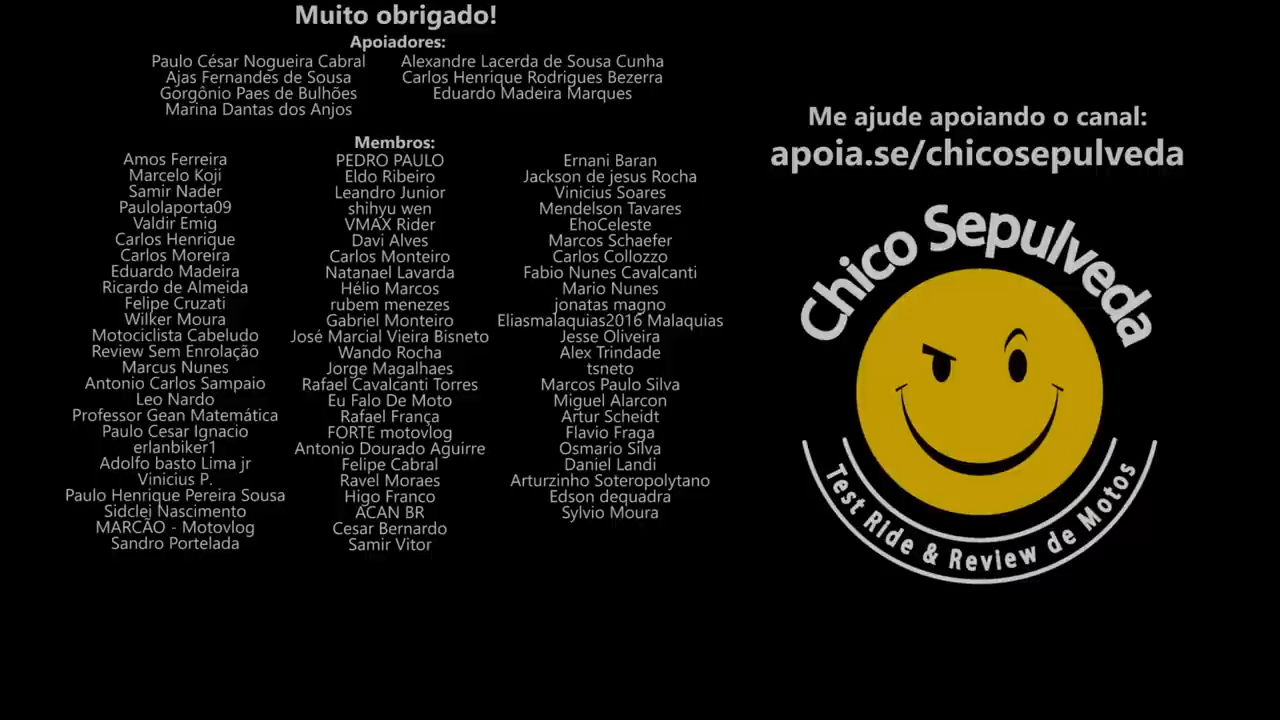 Muito obrigado!
Apoiadores:
Paulo César Nogueira Cabral
Ajas Fernandes de Sousa
Gorgônio Paes de Bulhões
Marina Dantas dos Anjos
Alexandre Lacerda de Sousa Cunha
Carlos Henrique Rodrigues Bezerra
Eduardo Madeira Marques
Membros:
Amos Ferreira
Marcelo Koji
Samir Nader
Paulolaporta09
Valdir Emig
Carlos Henrique
Carlos Moreira
Eduardo Madeira
Ricardo de Almeida
Felipe Cruzati
Wilker Moura
Motociclista Cabeludo
Review Sem Enrolação
Marcus Nunes
Antonio Carlos Sampaio
Leo Nardo
Professor Gean Matemática
Paulo Cesar Ignacio
erlanbiker1
Adolfo basto Lima jr
Vinicius P.
Paulo Henrique Pereira Sousa
Sidclei Nascimento
MARCÃO - Motovlog
Sandro Portelada
PEDRO PAULO
Eldo Ribeiro
Leandro Junior
shihyu wen
VMAX Rider
Davi Alves
Carlos Monteiro
Natanael Lavarda
Hélio Marcos
rubem menezes
Gabriel Monteiro
José Marcial Vieira Bisneto
Wando Rocha
Jorge Magalhaes
Rafael Cavalcanti Torres
Eu Falo De Moto
Rafael França
FORTE motovlog
Antonio Dourado Aguirre
Felipe Cabral
Ravel Moraes
Higo Franco
ACAN BR
Cesar Bernardo
Samir Vitor
Ernani Baran
Jackson de jesus Rocha
Vinicius Soares
Mendelson Tavares
EhoCeleste
Marcos Schaefer
Carlos Collozzo
Fabio Nunes Cavalcanti
Mario Nunes
jonatas magno
Eliasmalaquias2016 Malaquias
Jesse Oliveira
Alex Trindade
tsneto
Marcos Paulo Silva
Miguel Alarcon
Artur Scheidt
Flavio Fraga
Osmario Silva
Daniel Landi
Arturzinho Soteropolytano
Edson dequadra
Sylvio Moura
Me ajude apoiando o canal:
apoia.se/chicosepulveda
Chico Sepulveda
Test Ride & Review de Motos